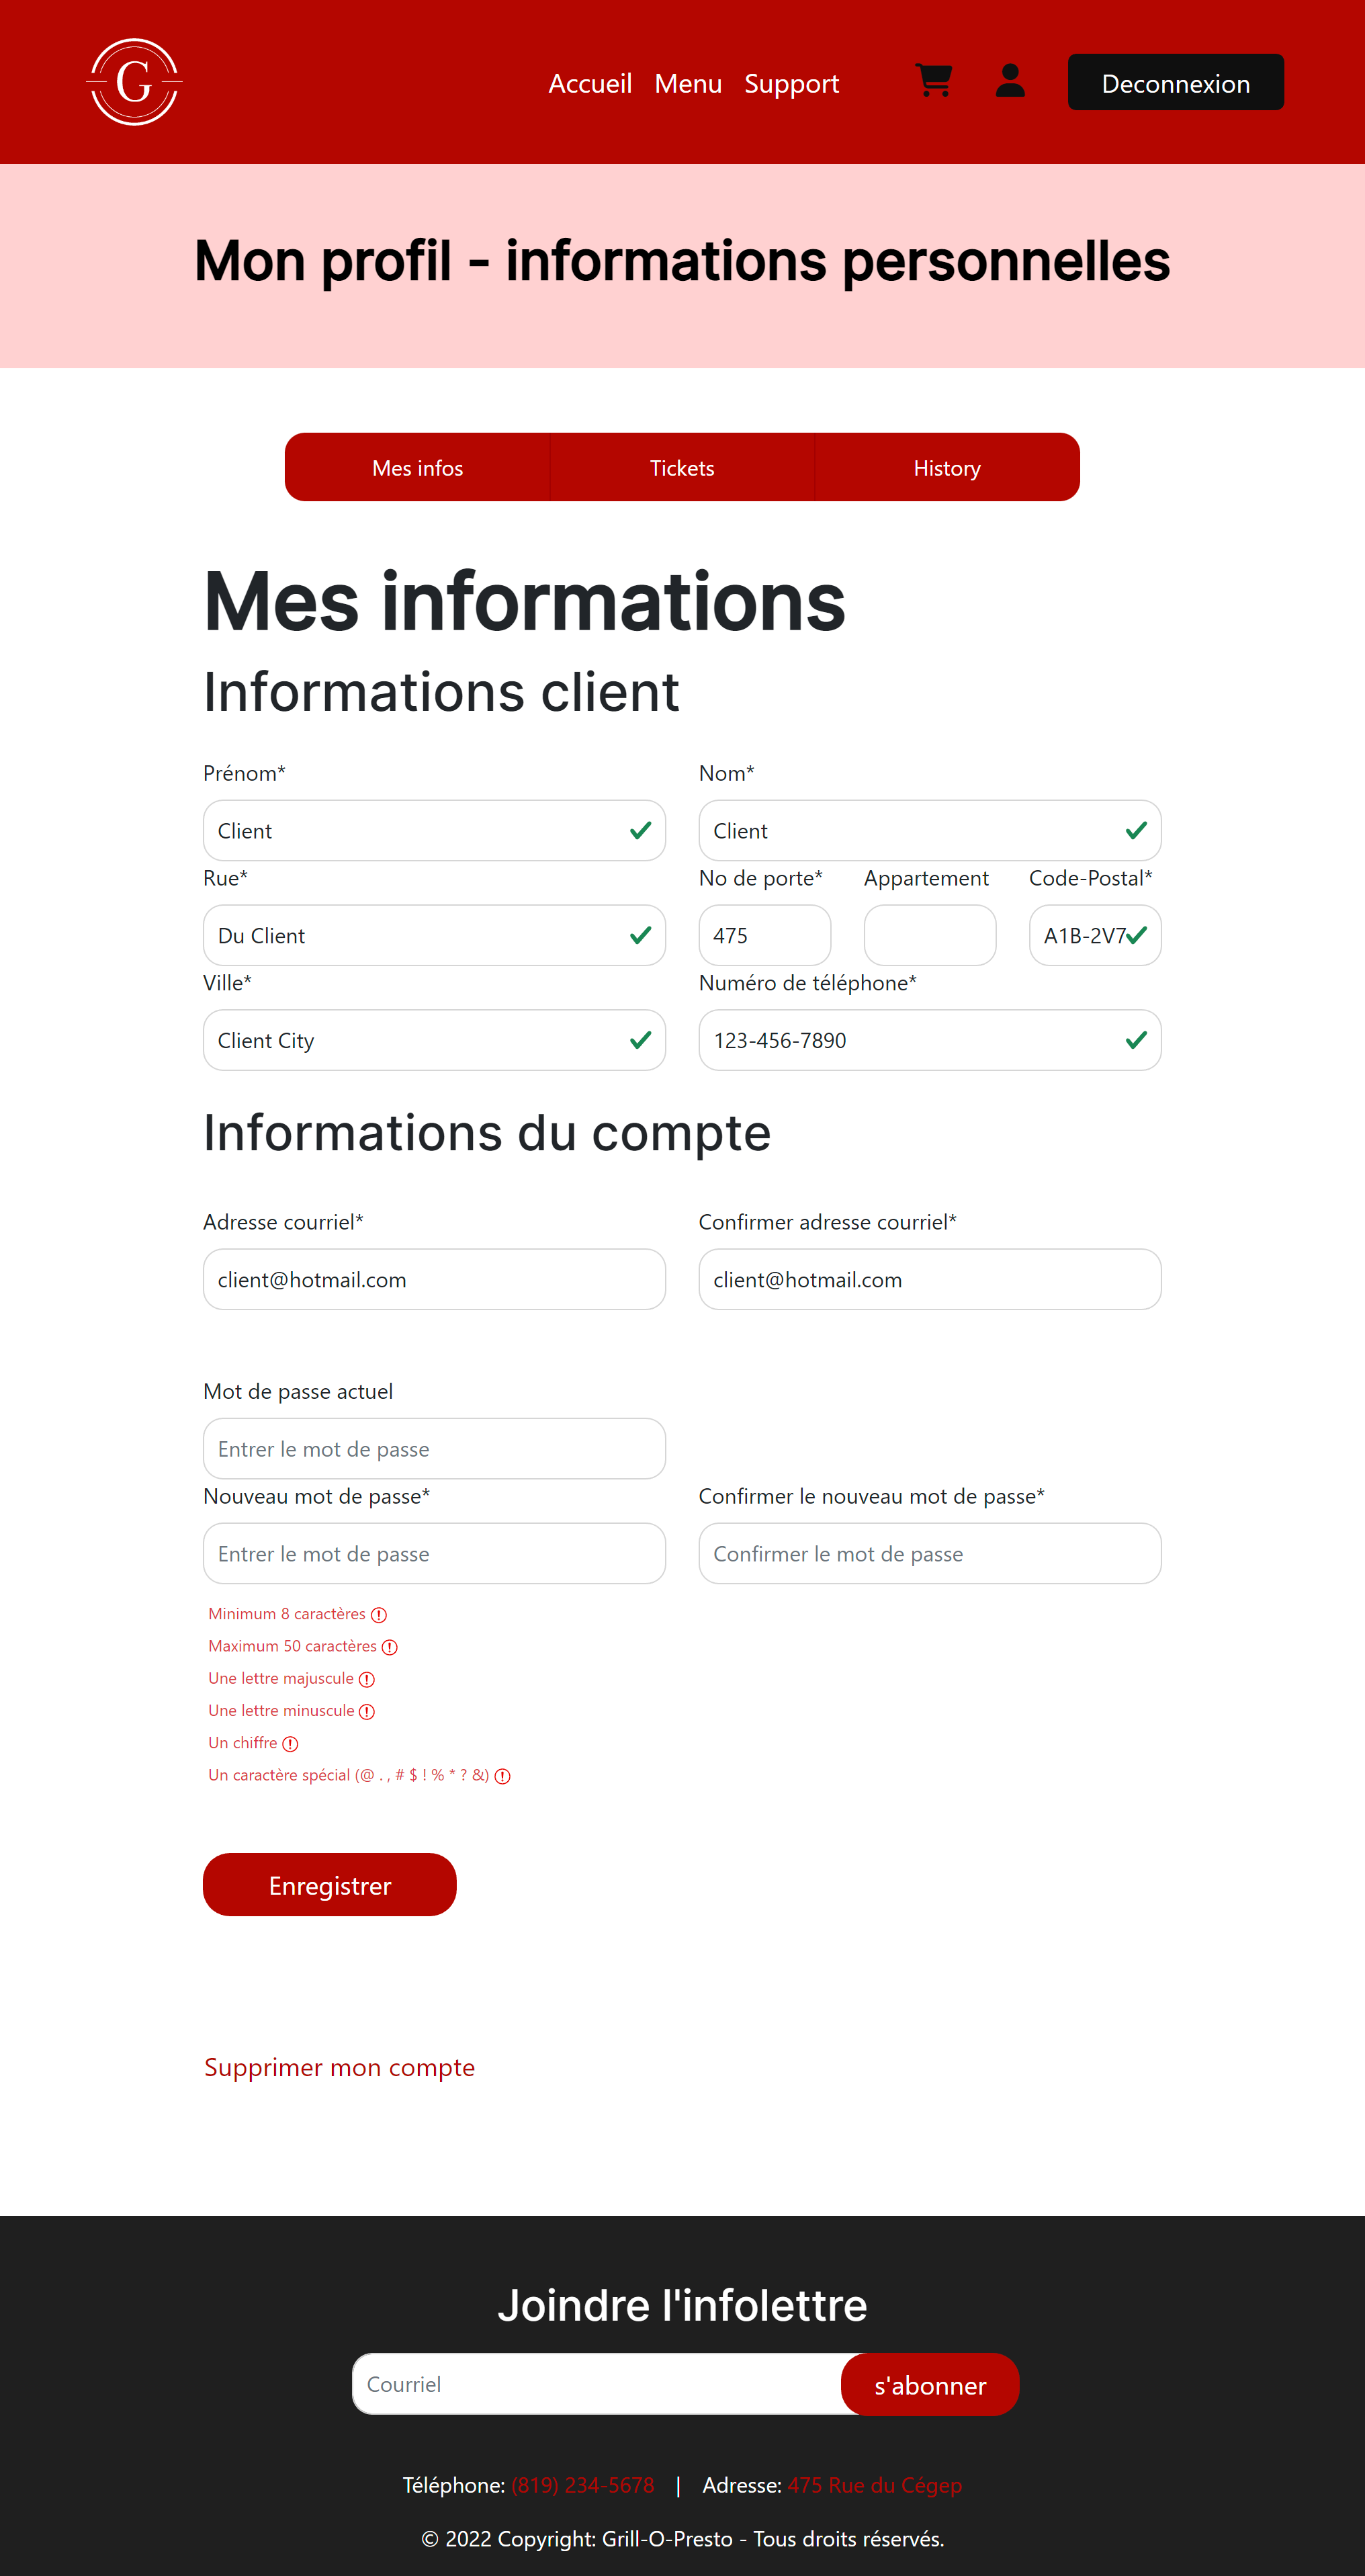 G
Accueil Menu Support Deconnexion
Mon profil - informations personnelles
Mes infos Tickets History
Mes informations
Informations client
Prénom* Nom*
Client Client
Rue* No de porte* Appartement Code-Postal*
Du Client 475 A1B-2V7
Ville* Numéro de téléphone*
Client City 123-456-7890
Informations du compte
Adresse courriel* Confirmer adresse courriel*
client@hotmail.com client@hotmail.com
Mot de passe actuel
Entrer le mot de passe
Nouveau mot de passe* Confirmer le nouveau mot de passe*
Entrer le mot de passe Confirmer le mot de passe
Minimum 8 caractères
Maximum 50 caractères
Une lettre majuscule
Une lettre minuscule
Un chiffre
Un caractère spécial (@ . , # $ ! % * ? &)
Enregistrer
Supprimer mon compte
Joindre l'infolettre
Courriel s'abonner
Téléphone: (819) 234-5678 | Adresse: 475 Rue du Cégep
© 2022 Copyright: Grill-O-Presto - Tous droits réservés.